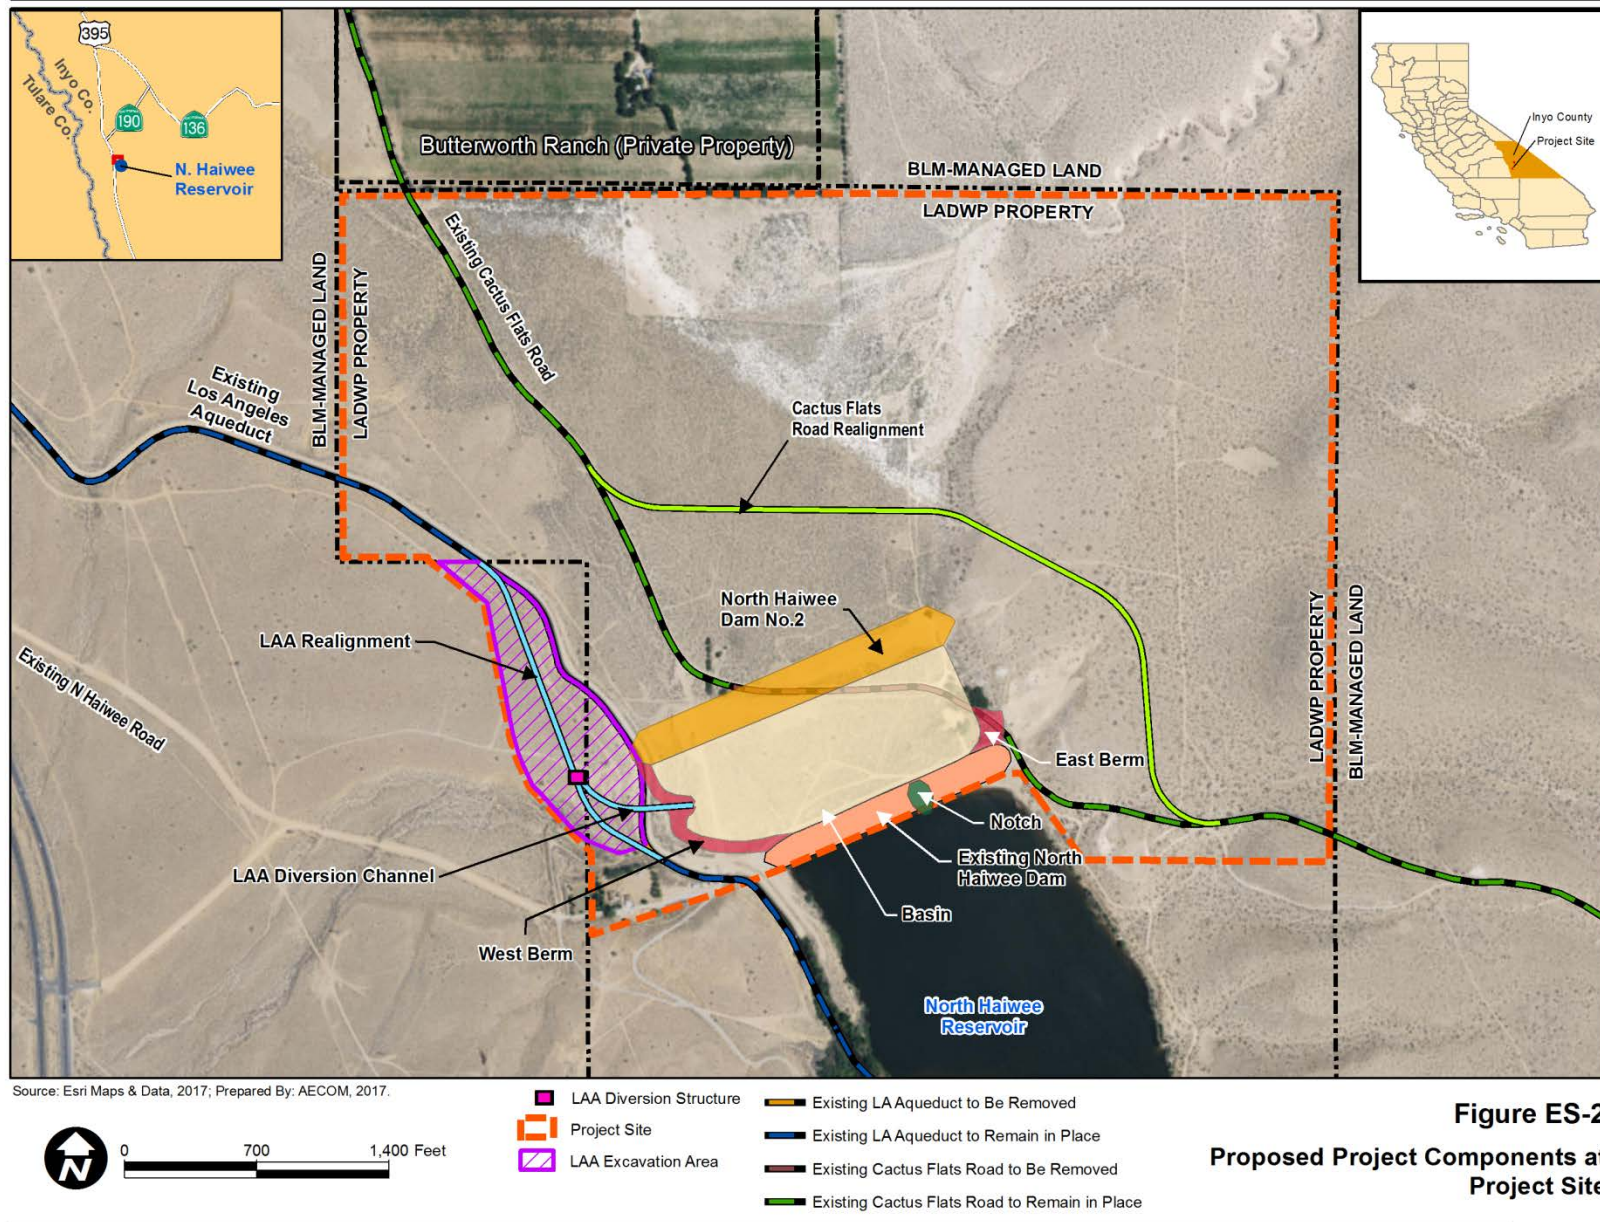 395
Inyo Co.
Tulare Co.
190
136
N. Haiwee
Reservoir
Butterworth Ranch (Private Property)
BLM-MANAGED LAND
LADWP PROPERTY
Inyo County
Project Site
Existing Cactus Flats Road
BLM-MANAGED LAND
LADWP PROPERTY
Existing
Los Angeles
Aqueduct
Cactus Flats
Road Realignment
North Haiwee
Dam No.2
LAA Realignment
Existing N Haiwee Road
LADWP PROPERTY
BLM-MANAGED LAND
East Berm
Notch
Existing North
Haiwee Dam
LAA Diversion Channel
Basin
West Berm
North Haiwee
Reservoir
Source: Esri Maps & Data, 2017; Prepared By: AECOM, 2017.
N
0 700 1,400 Feet
LAA Diversion Structure
Project Site
LAA Excavation Area
Existing LA Aqueduct to Be Removed
Existing LA Aqueduct to Remain in Place
Existing Cactus Flats Road to Be Removed
Existing Cactus Flats Road to Remain in Place
Figure ES-2
Proposed Project Components at
Project Site